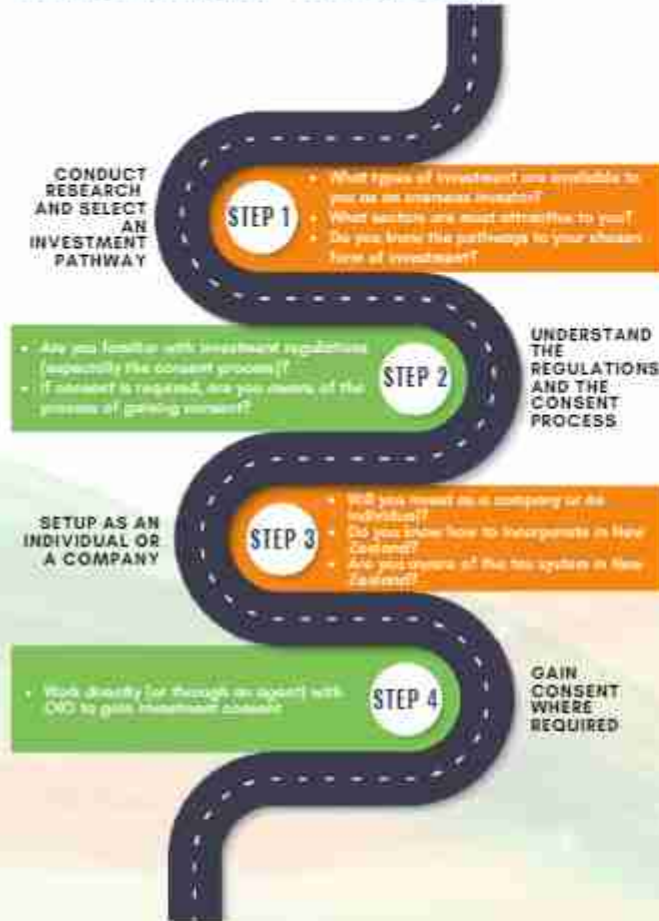 CONDUCT
RESEARCH
AND SELECT
AN
INVESTMENT
PATHWAY
STEP 1
• What types of investment are available to
you as an overseas investor?
• What sectors are most attractive to you?
• Do you know the pathways to your chosen
form of investment?
• Are you familiar with investment regulations
(especially the consent process)?
• If consent is required, are you aware of the
process of gaining consent?
STEP 2
UNDERSTAND
THE
REGULATIONS
AND THE
CONSENT
PROCESS
SETUP AS AN
INDIVIDUAL OR
A COMPANY
STEP 3
• Will you invest as a company or an
individual?
• Do you know how to incorporate in New
Zealand?
• Are you aware of the tax system in New
Zealand?
• Work directly (or through an agent) with
OIO to gain investment consent
STEP 4
GAIN
CONSENT
WHERE
REQUIRED